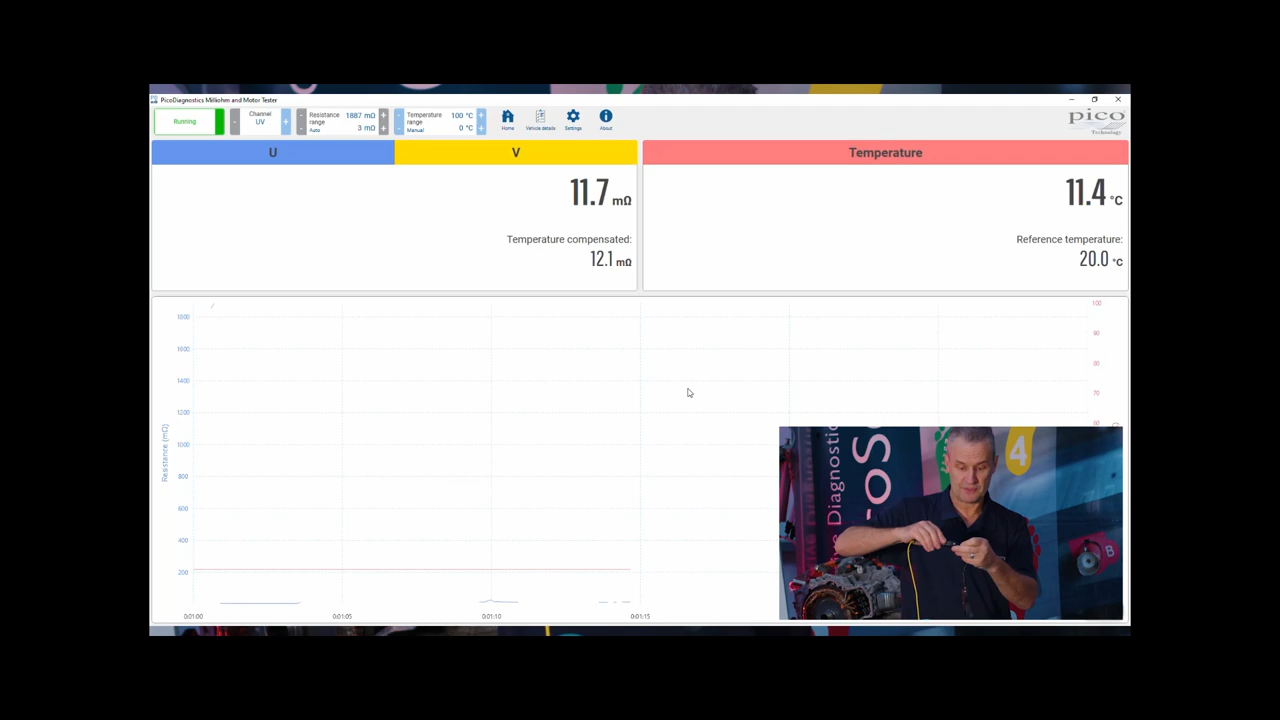 PicoDiagnostics Milliohm and Motor Tester
Running
Channel
UV
Resistance range
Auto
1887 mΩ
3 mΩ
Temperature range
Manual
100 °C
0 °C
Home
Vehicle details
Settings
About
pico
Technology
U
V
Temperature
11.7 mΩ
Temperature compensated:
12.1 mΩ
11.4 °C
Reference temperature:
20.0 °C
1800
1600
1400
1200
1000
800
600
400
200
Resistance (mΩ)
100
90
80
70
60
0:01:00
0:01:05
0:01:10
0:01:15
Diagnostic
4
B